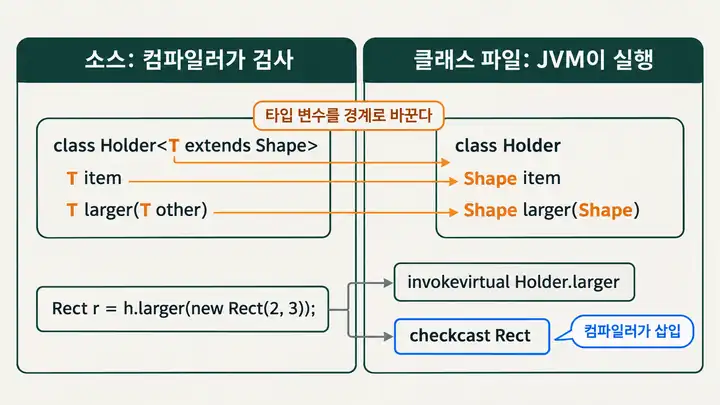 소스: 컴파일러가 검사
클래스 파일: JVM이 실행
타입 변수를 경계로 바꾼다
class Holder<T extends Shape>
T item
T larger(T other)
class Holder
Shape item
Shape larger(Shape)
Rect r = h.larger(new Rect(2, 3));
invokevirtual Holder.larger
checkcast Rect
컴파일러가 삽입